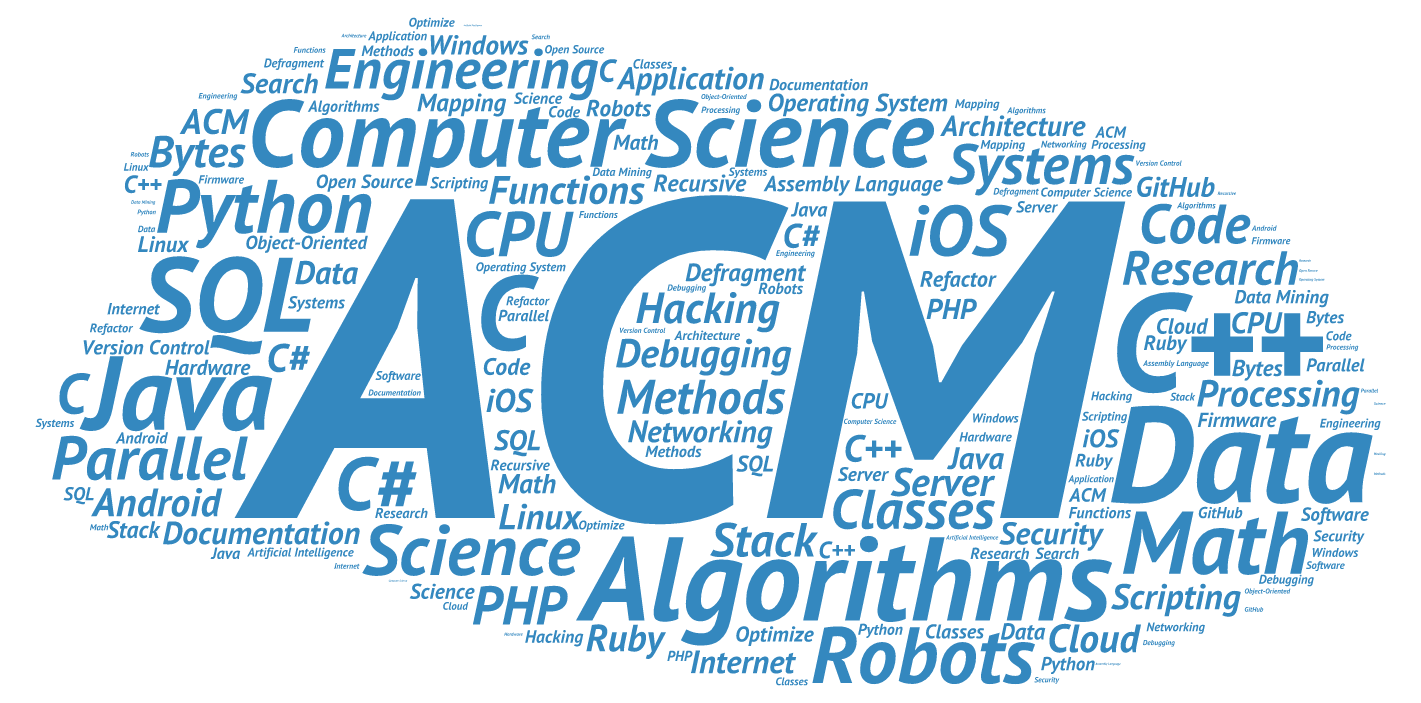 Optimize
Architecture Application Windows Search
Functions Methods Open Source
Defragment Engineering C Classes
Search Application Documentation
Engineering Algorithms Mapping Science Object-Oriented Operating System Mapping
Code Robots Processing Algorithms
ACM Computer Science Architecture ACM
Bytes Math Mapping Networking Processing
Robots Data Mining Systems Systems Version Control
Linux
C++ Firmware Open Source Scripting Functions Recursive Assembly Language Defragment Computer Science GitHub Recursive
Data Mining Python
Python CPU Functions Java iOS Server Code Algorithms
Data Android
Linux Object-Oriented C# Firmware
Engineering
SQL Data Operating System Defragment Refactor Research
Debugging Robots
Internet Systems C Refactor Hacking PHP Data Mining
Parallel C++ Cloud CPU Bytes
Refactor Version Control Architecture Ruby Code
Version Control C# Debugging Processing
Hardware Code Assembly Language Bytes Parallel
C Java Software Methods Processing Parallel
Documentation iOS CPU Hacking Stack
Systems Computer Science Windows Scripting Firmware Engineering
Android SQL Networking C++ Hardware iOS Data
Parallel Methods Java Ruby
C# Recursive SQL Server Application
SQL Android Math Server ACM
ACM
Research Linux Classes Functions GitHub Software
Math Stack Documentation Optimize Security Math Security
Java Artificial Intelligence Science Stack C++ Artificial Intelligence Windows
Internet Research Search Software
Algorithms Debugging
Science PHP Scripting Object-Oriented
Cloud GitHub
Hardware Hacking Ruby Optimize Python Classes Data Cloud Networking
Robots Debugging
PHP Internet Python Assembly Language
Classes Security